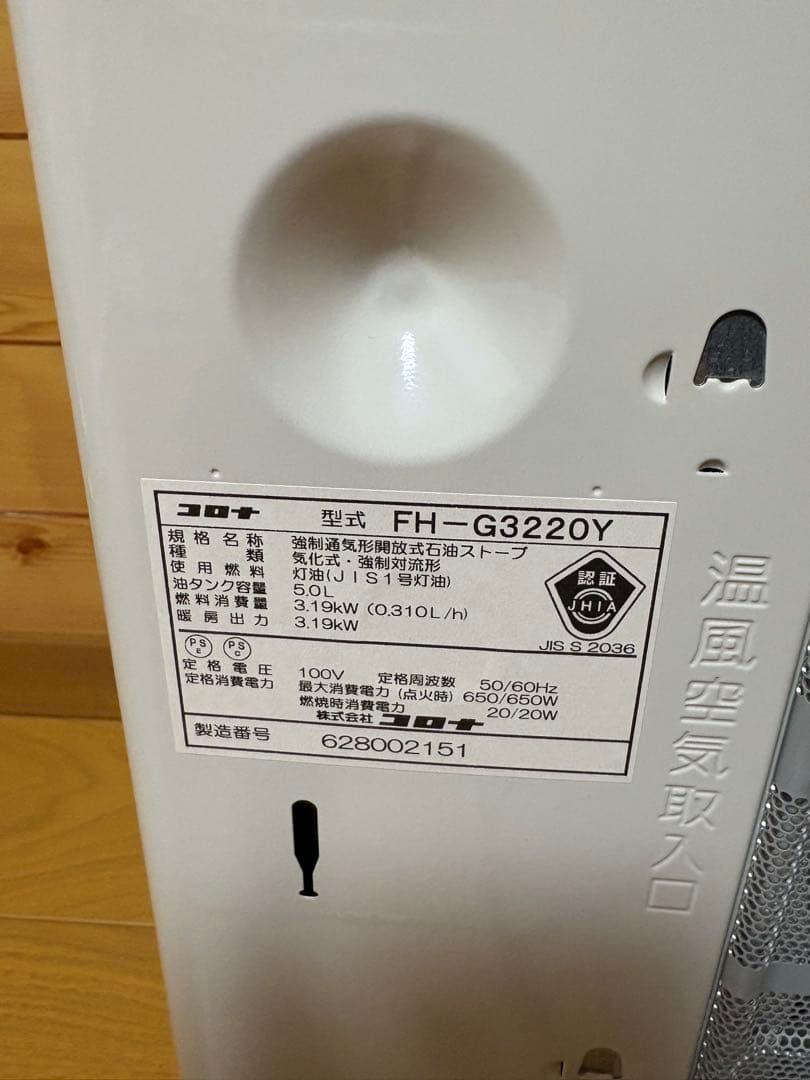 コロナ 型式 FH-G3220Y
規格名称 強制通気形開放式石油ストーブ
種類 気化式・強制対流形
使用燃料 灯油(JIS1号灯油)
油タンク容量 5.0L
燃料消費量 3.19kW (0.310L/h)
暖房出力 3.19kW
認証
JHIA
JIS S 2036
PS E PS C
定格電圧 100V 定格周波数 50/60Hz
定格消費電力 最大消費電力(点火時) 650/650W
燃焼時消費電力 20/20W
株式会社 コロナ
製造番号 628002151
温風空気取入口